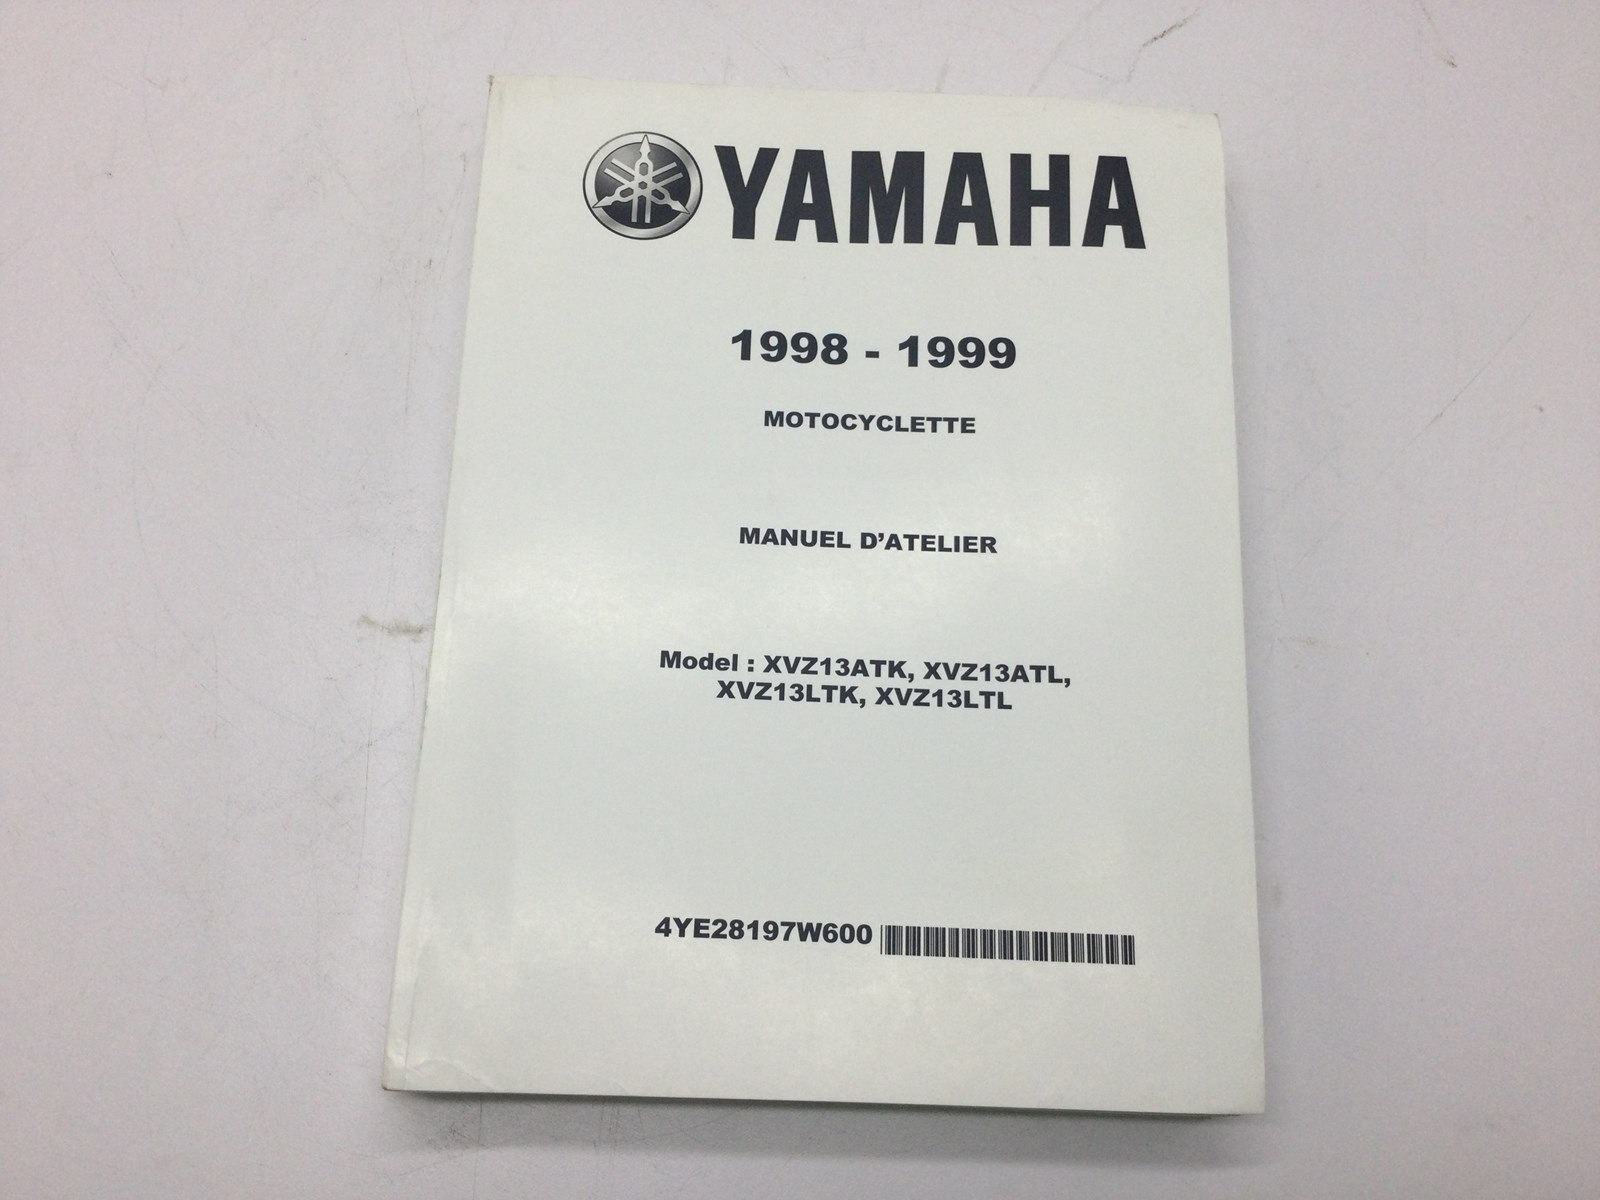 YAMAHA
1998 - 1999
MOTOCYCLETTE
MANUEL D'ATELIER
Model : XVZ13ATK, XVZ13ATL,
XVZ13LTK, XVZ13LTL
4YE28197W600